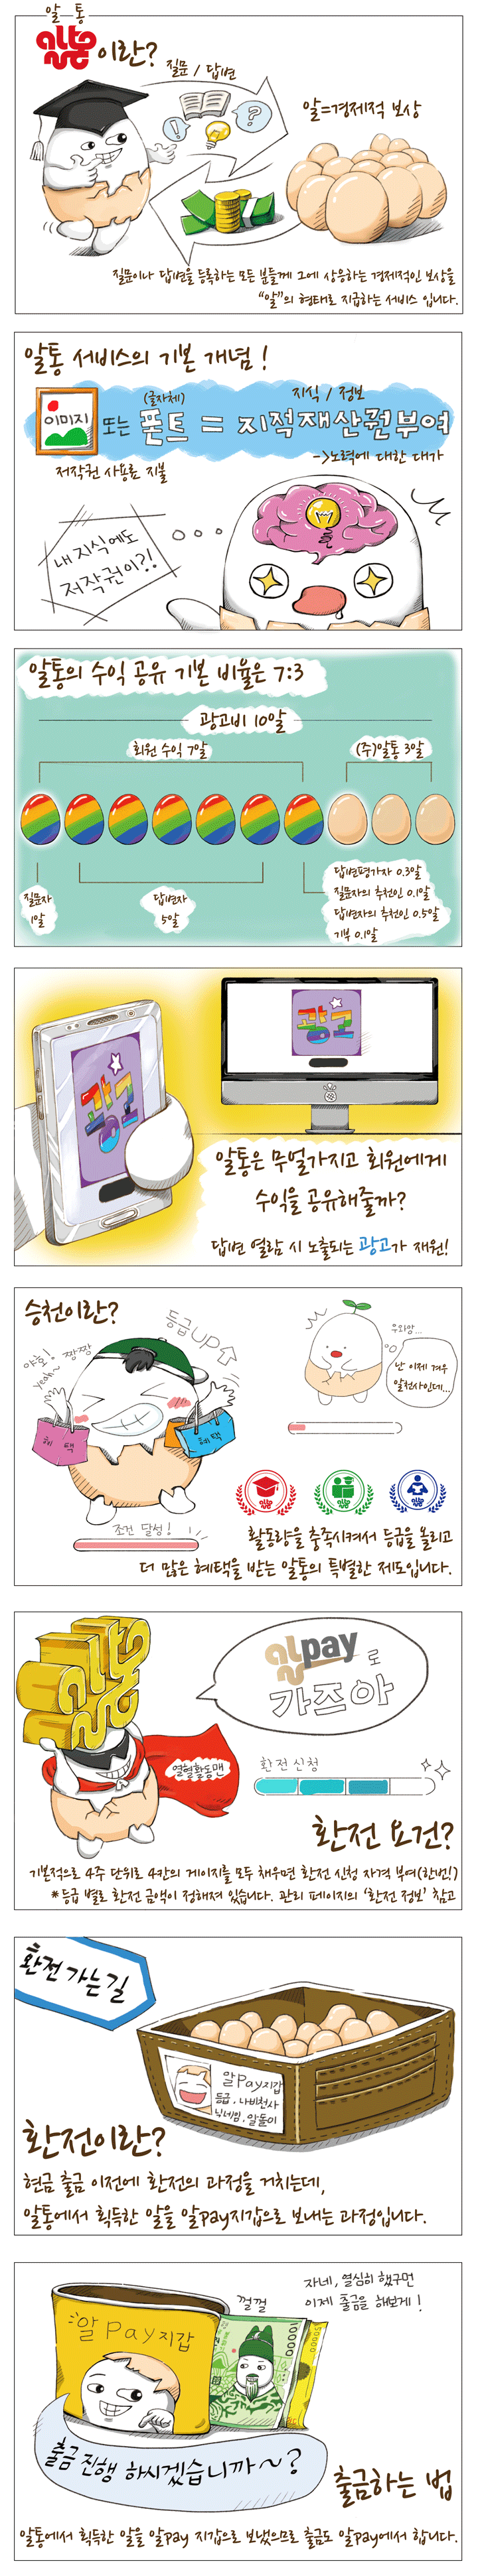 알 통
알통이란?
질문 / 답변
알=경제적 보상
질문이나 답변을 등록하는 모든 분들께 그에 상응하는 경제적인 보상을
“알”의 형태로 지급하는 서비스 입니다.
알통 서비스의 기본 개념!
(글자체)
지식 / 정보
이미지 또는 폰트 = 지적재산권부여
저작권 사용료 지불
->노력에 대한 대가
내 지식에도
저작권이?!
알통의 수익 공유 기본 비율은 7:3
광고비 10알
회원 수익 7알
(주)알통 3알
질문자
1알
답변자
5알
답변평가자 0.3알
질문자의 추천인 0.1알
답변자의 추천인 0.5알
기부 0.1알
광고
광고
알통은 무얼가지고 회원에게
수익을 공유해줄까?
답변 열람 시 노출되는 광고가 재원!
승천이란?
등급UP
야호! 짱짱
yeah~
혜택
혜택
우와앙...
난 이제 겨우
알천사인데...
조건 달성!
알통
알통
알통
활동량을 충족시켜서 등급을 올리고
더 많은 혜택을 받는 알통의 특별한 제도입니다.
알통
알pay로
가즈아
열혈활동맨
환전신청
환전 요건?
기본적으로 4주 단위로 4칸의 게이지를 모두 채우면 환전 신청 자격 부여(한번!)
*등급 별로 환전 금액이 정해져 있습니다. 관리 페이지의 '환전 정보' 참고
환전 가는 길
알Pay지갑
등급. 나비천사
닉네임. 알돌이
환전이란?
현금 출금 이전에 환전의 과정을 거치는데,
알통에서 획득한 알을 알pay지갑으로 보내는 과정입니다.
자네, 열심히 했구먼
이제 출금을 해보게!
껄껄
알 Pay지갑
10000
50000
출금 진행 하시겠습니까~?
출금하는 법
알통에서 획득한 알을 알pay 지갑으로 보냈으므로 출금도 알pay에서 합니다.